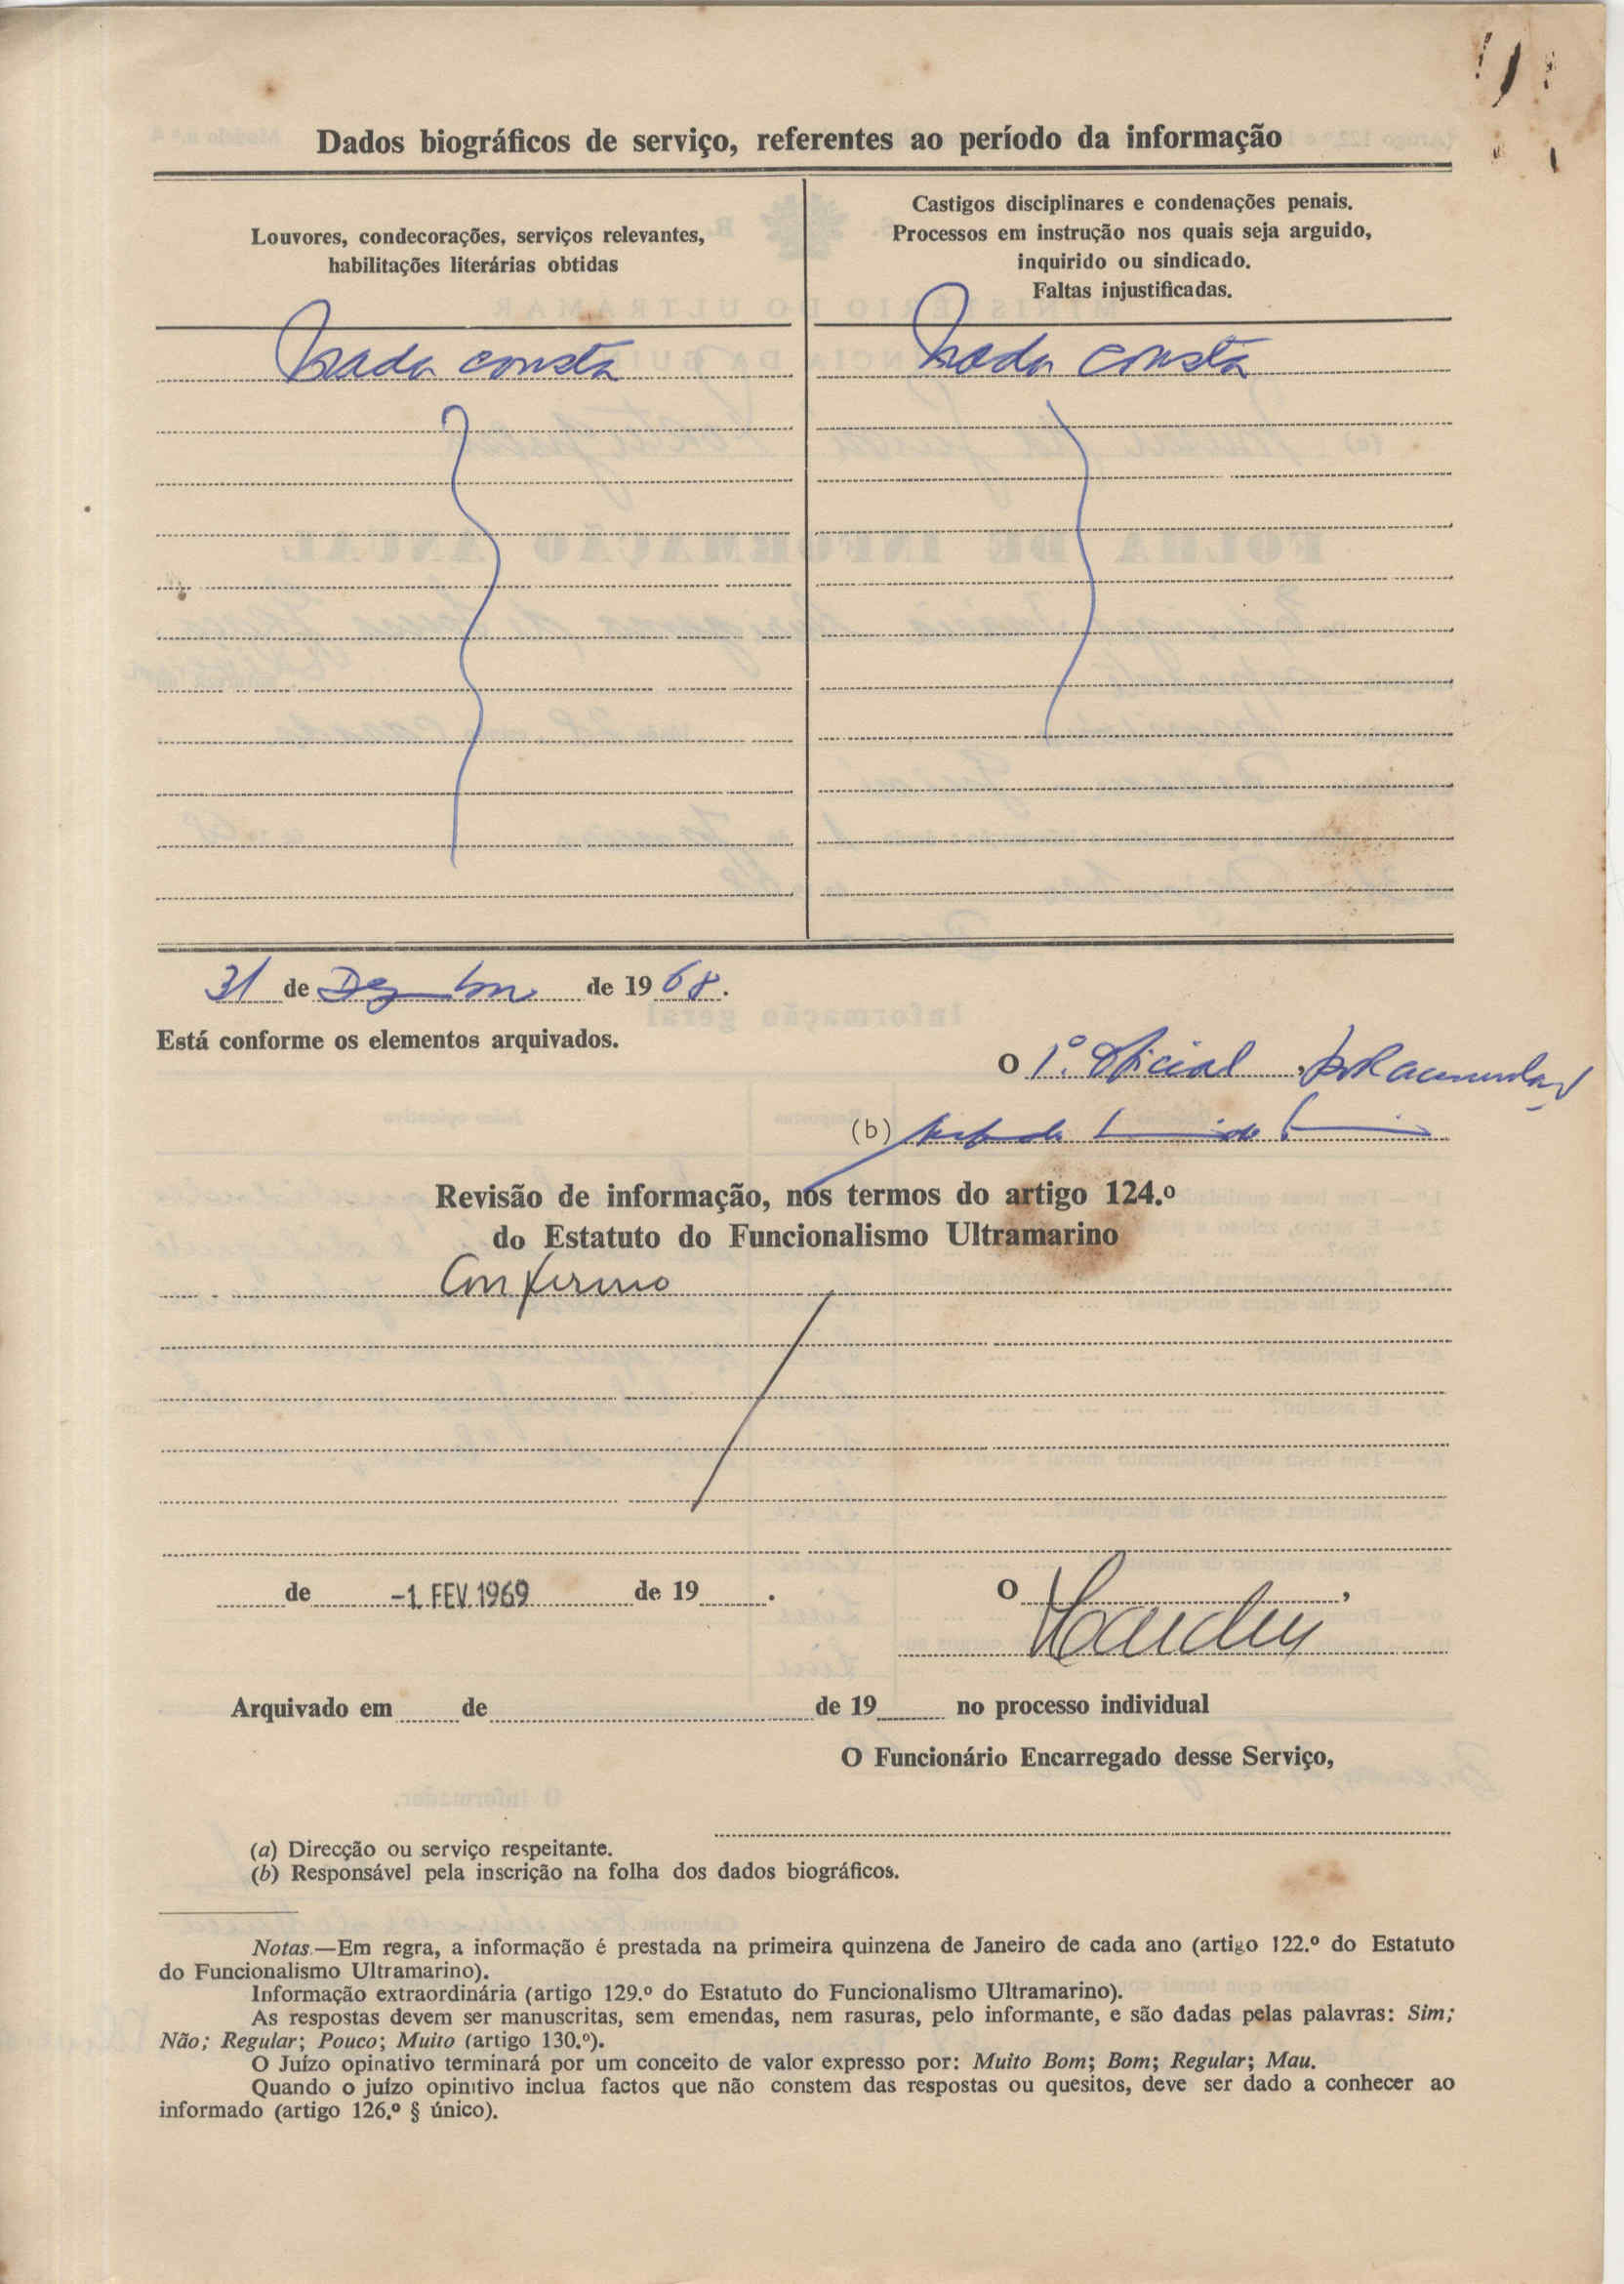 Dados biográficos de serviço, referentes ao período da informação
Louvores, condecorações, serviços relevantes,
habilitações literárias obtidas
Castigos disciplinares e condenações penais.
Processos em instrução nos quais seja arguido,
inquirido ou sindicado.
Faltas injustificadas.
Nada consta
Nada consta
31 de Dezembro de 1968.
Está conforme os elementos arquivados.
O 1.º Oficial,
(b)
Revisão de informação, nos termos do artigo 124.º
do Estatuto do Funcionalismo Ultramarino
Confirmo
de -1. FEV. 1969 de 19 .
O ,
Arquivado em de de 19 no processo individual
O Funcionário Encarregado desse Serviço,
(a) Direcção ou serviço respeitante.
(b) Responsável pela inscrição na folha dos dados biográficos.
Notas.—Em regra, a informação é prestada na primeira quinzena de Janeiro de cada ano (artigo 122.º do Estatuto
do Funcionalismo Ultramarino).
Informação extraordinária (artigo 129.º do Estatuto do Funcionalismo Ultramarino).
As respostas devem ser manuscritas, sem emendas, nem rasuras, pelo informante, e são dadas pelas palavras: Sim;
Não; Regular; Pouco; Muito (artigo 130.º).
O Juízo opinativo terminará por um conceito de valor expresso por: Muito Bom; Bom; Regular; Mau.
Quando o juízo opinitivo inclua factos que não constem das respostas ou quesitos, deve ser dado a conhecer ao
informado (artigo 126.º § único).